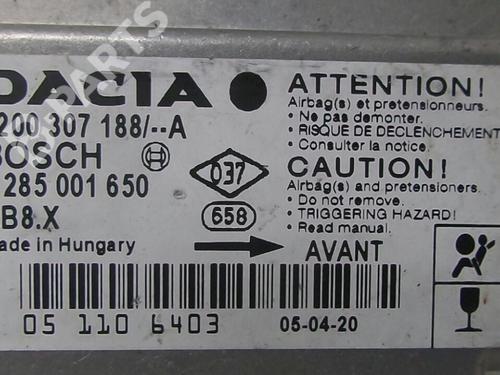 DACIA
200 307 188/--A
BOSCH
285 001 650
B8.X
Made in Hungary
037
658
AVANT
ATTENTION!
Airbag(s) et pretensionneurs.
• Ne pas demonter.
• RISQUE DE DECLENCHEMENT
• Consulter la notice.
CAUTION!
Airbag(s) and pretensioners.
• Do not remove.
• TRIGGERING HAZARD!
• Read manual.
05 110 6403
05-04-20